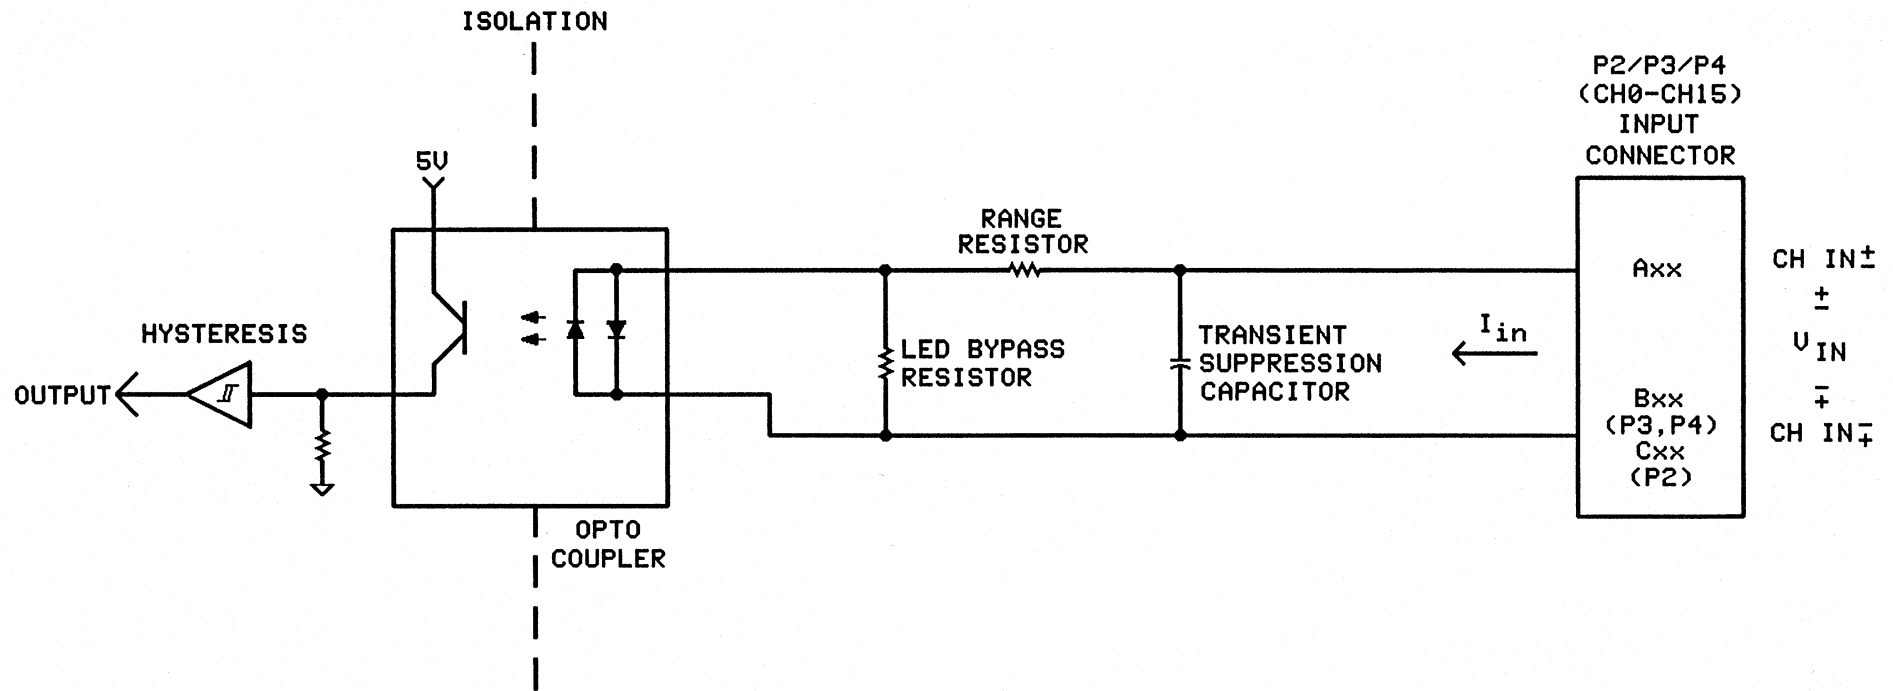 ISOLATION
P2/P3/P4
(CH0-CH15)
INPUT
CONNECTOR
5V
RANGE
RESISTOR
Axx
CH IN±
±
HYSTERESIS
TRANSIENT
SUPPRESSION
CAPACITOR
Iin
VIN
LED BYPASS
RESISTOR
OUTPUT
Bxx
(P3,P4)
Cxx
(P2)
∓
CH IN∓
OPTO
COUPLER